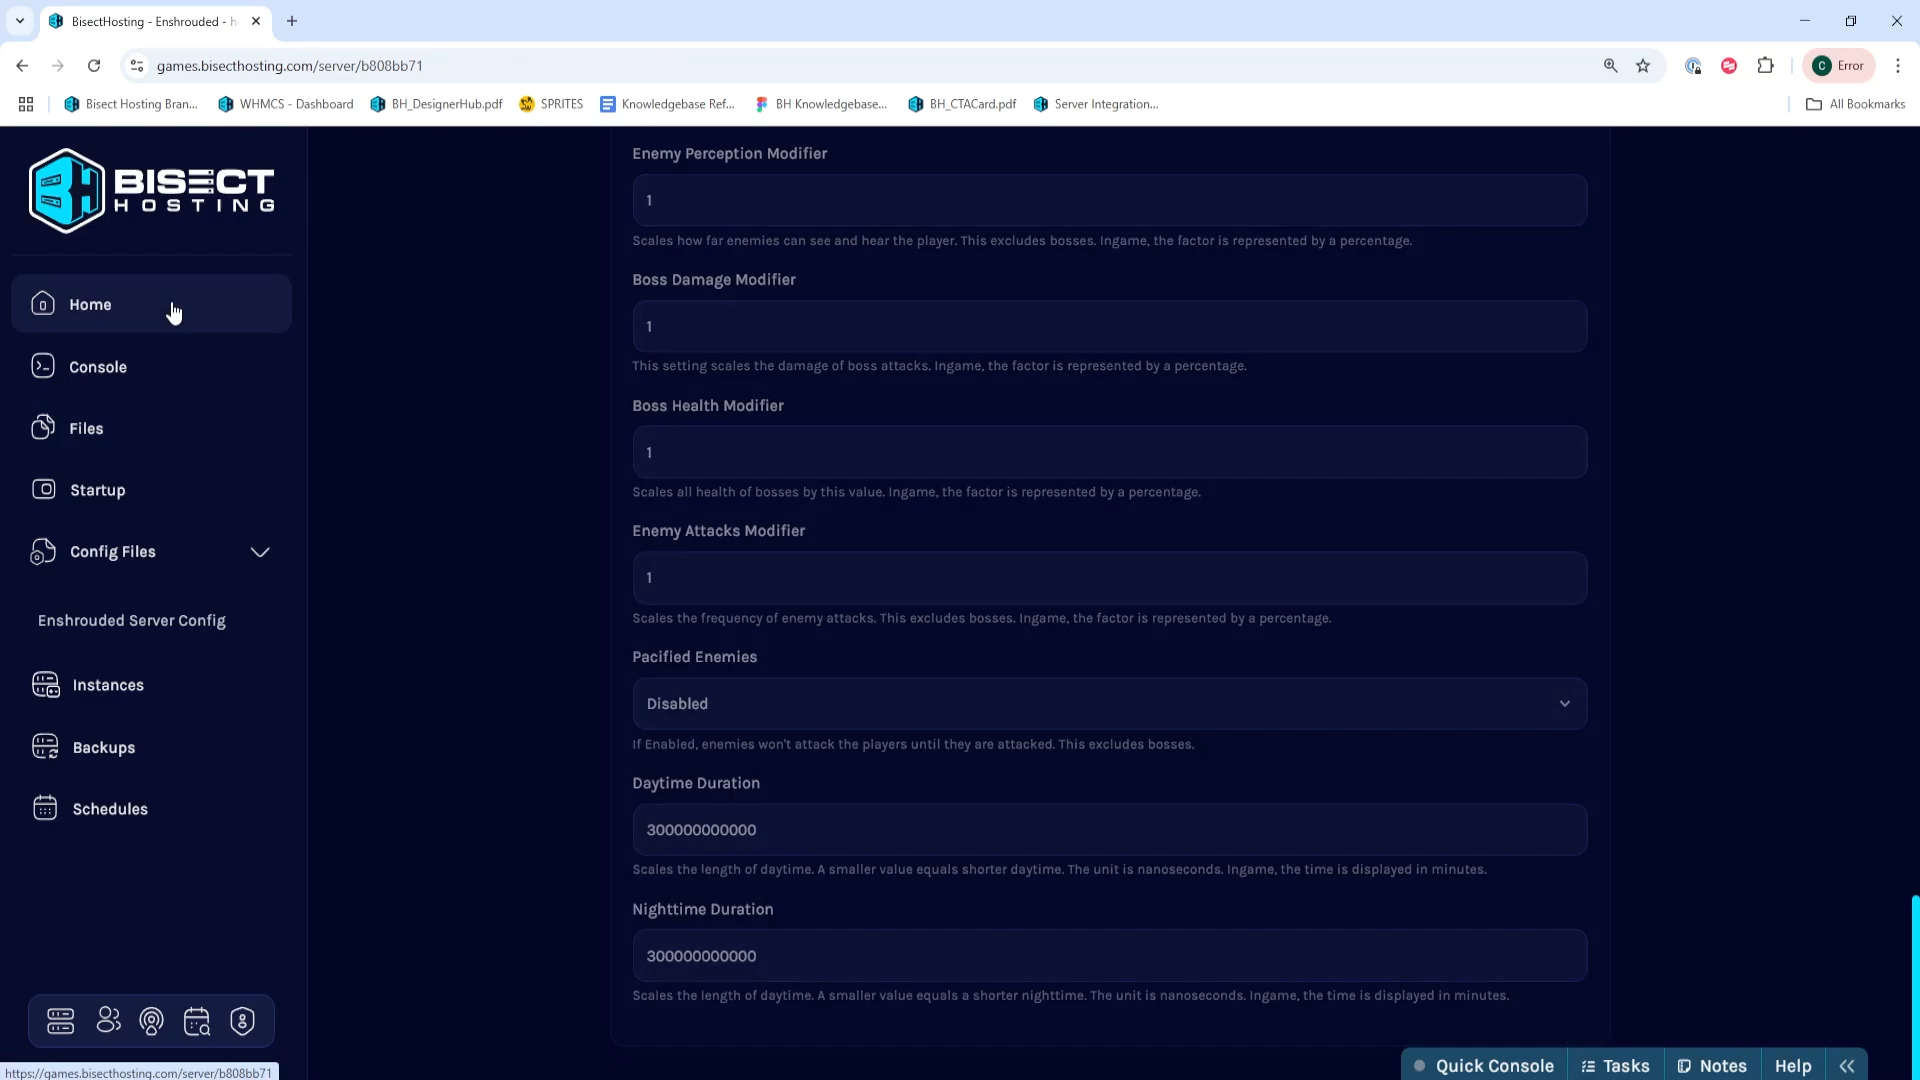 BisectHosting - Enshrouded - h
games.bisecthosting.com/server/b808bb71
C Error
Bisect Hosting Bran...
WHMCS - Dashboard
BH_DesignerHub.pdf
SPRITES
Knowledgebase Ref...
BH Knowledgebase...
BH_CTACard.pdf
Server Integration...
All Bookmarks
BISECT
HOSTING
Home
Console
Files
Startup
Config Files
Enshrouded Server Config
Instances
Backups
Schedules
Enemy Perception Modifier
1
Scales how far enemies can see and hear the player. This excludes bosses. Ingame, the factor is represented by a percentage.
Boss Damage Modifier
1
This setting scales the damage of boss attacks. Ingame, the factor is represented by a percentage.
Boss Health Modifier
1
Scales all health of bosses by this value. Ingame, the factor is represented by a percentage.
Enemy Attacks Modifier
1
Scales the frequency of enemy attacks. This excludes bosses. Ingame, the factor is represented by a percentage.
Pacified Enemies
Disabled
If Enabled, enemies won't attack the players until they are attacked. This excludes bosses.
Daytime Duration
300000000000
Scales the length of daytime. A smaller value equals shorter daytime. The unit is nanoseconds. Ingame, the time is displayed in minutes.
Nighttime Duration
300000000000
Scales the length of daytime. A smaller value equals a shorter nighttime. The unit is nanoseconds. Ingame, the time is displayed in minutes.
https://games.bisecthosting.com/server/b808bb71
Quick Console
Tasks
Notes
Help